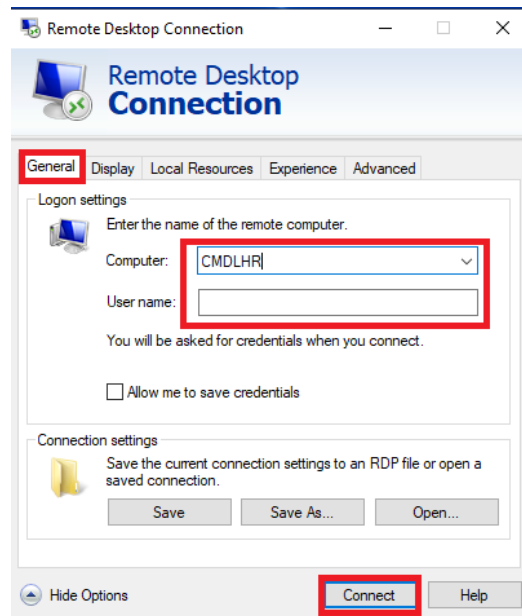 Remote Desktop Connection
Remote Desktop
Connection
General Display Local Resources Experience Advanced
Logon settings
Enter the name of the remote computer.
Computer: CMDLHR
User name:
You will be asked for credentials when you connect.
Allow me to save credentials
Connection settings
Save the current connection settings to an RDP file or open a
saved connection.
Save Save As... Open...
Hide Options Connect Help